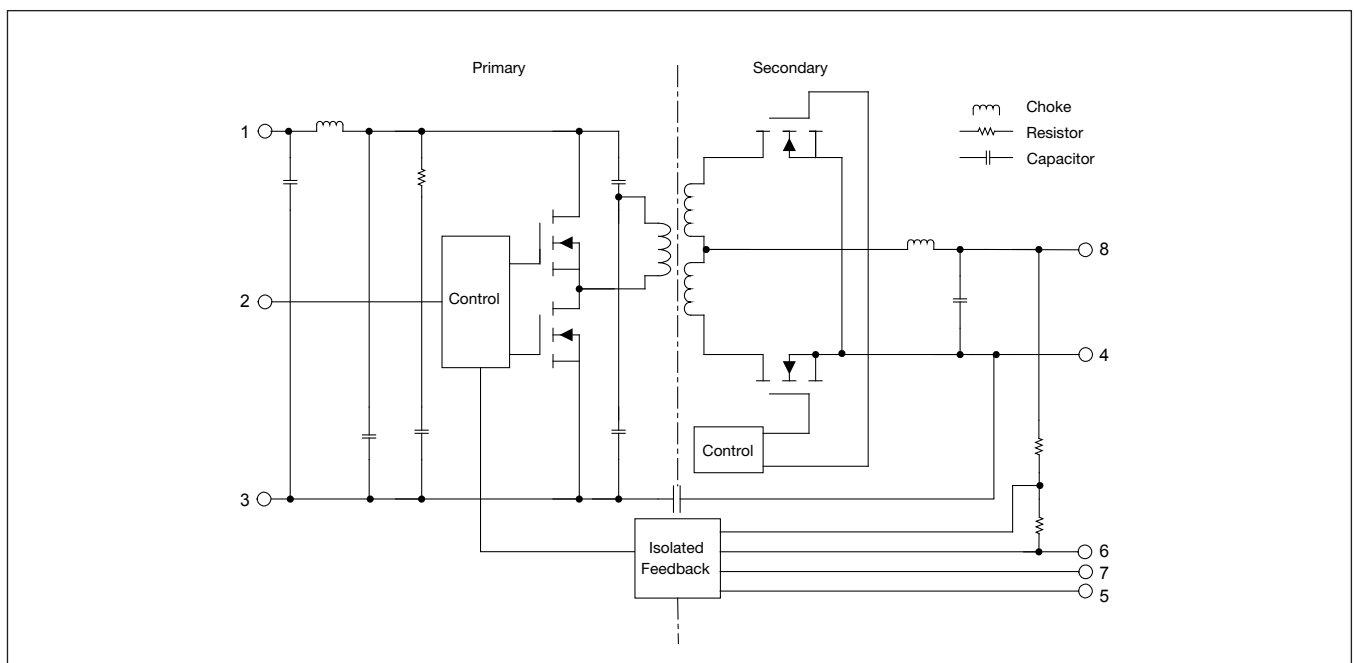 Primary
Secondary
Choke
Resistor
Capacitor
1
2
3
Control
8
4
Control
Isolated
Feedback
6
7
5